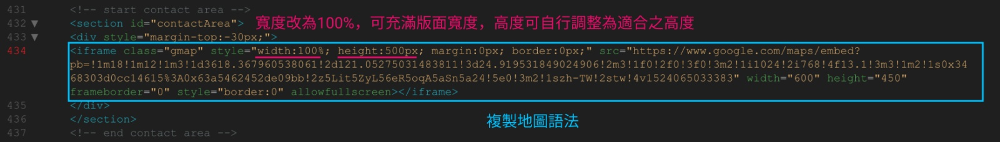 431 <!-- start contact area -->
432 ▼ <section id="contactArea"> 寬度改為100%，可充滿版面寬度，高度可自行調整為適合之高度
433 ▼ <div style="margin-top:-30px;">
434 <iframe class="gmap" style="width:100%; height:500px; margin:0px; border:0px;" src="https://www.google.com/maps/embed?
pb=!1m18!1m12!1m3!1d3618.367960538061!2d121.05275031483811!3d24.919531849024906!2m3!1f0!2f0!3f0!3m2!1i1024!2i768!4f13.1!3m3!1m2!1s0x34
68303d0cc14615%3A0x63a5462452de09bb!2z5Lit5ZyL56eR5oqA5aSn5a24!5e0!3m2!1szh-TW!2stw!4v1524065033383" width="600" height="450"
frameborder="0" style="border:0" allowfullscreen></iframe>
435 </div>
436 </section> 複製地圖語法
437 <!-- end contact area -->